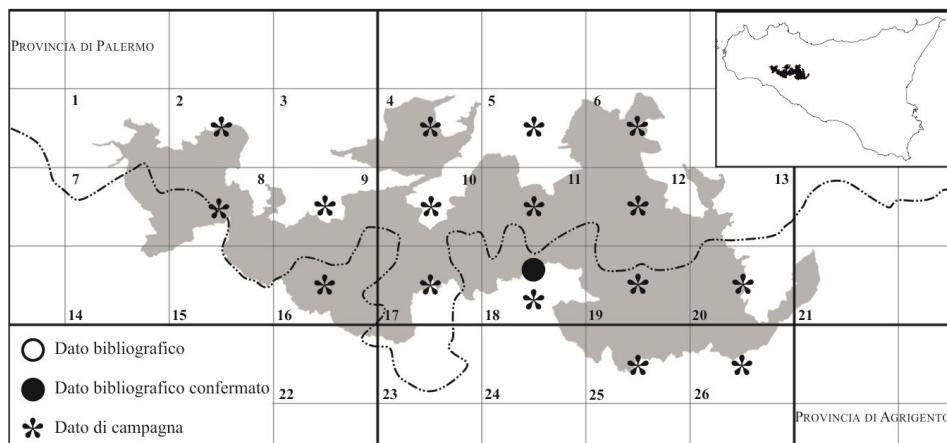 PROVINCIA DI PALERMO
1 2 3 4 5 6
7 8 9 10 11 12 13
14 15 16 17 18 19 20 21
Dato bibliografico
Dato bibliografico confermato
22 23 24 25 26
Dato di campagna
PROVINCIA DI AGRIGENTO